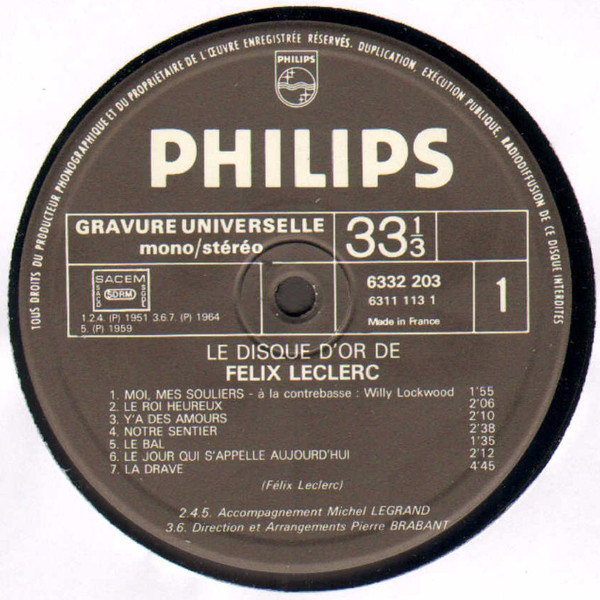 TOUS DROITS DU PRODUCTEUR PHONOGRAPHIQUE ET DU PROPRIÉTAIRE DE L'ŒUVRE ENREGISTRÉE RÉSERVÉS. DUPLICATION, EXÉCUTION PUBLIQUE, RADIODIFFUSION DE CE DISQUE INTERDITES
PHILIPS
PHILIPS
GRAVURE UNIVERSELLE
mono/stéréo
33 1/3
SACEM
SACD
SDRM
SGDL
1.2.4. (P) 1951 3.6.7. (P) 1964
5. (P) 1959
6332 203
6311 113 1
Made in France
1
LE DISQUE D'OR DE
FELIX LECLERC
1. MOI, MES SOULIERS - à la contrebasse : Willy Lockwood 1'55
2. LE ROI HEUREUX 2'06
3. Y'A DES AMOURS 2'10
4. NOTRE SENTIER 2'38
5. LE BAL 1'35
6. LE JOUR QUI S'APPELLE AUJOURD'HUI 2'12
7. LA DRAVE 4'45
(Félix Leclerc)
2.4.5. Accompagnement Michel LEGRAND
3.6. Direction et Arrangements Pierre BRABANT